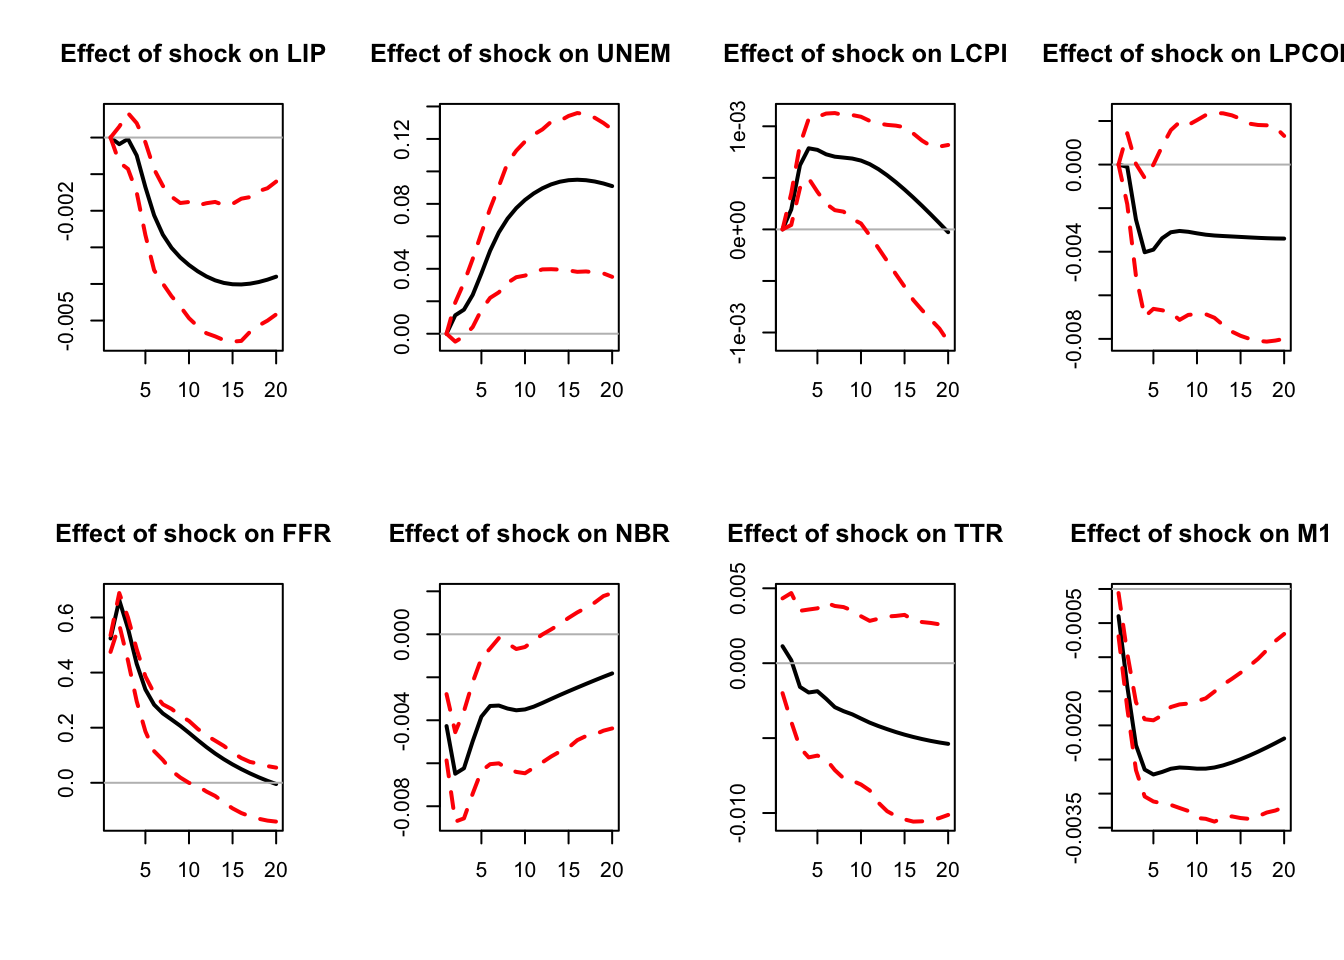 Effect of shock on LIP
-0.002
-0.005
5 10 15 20
Effect of shock on UNEM
0.12
0.08
0.04
0.00
5 10 15 20
Effect of shock on LCPI
1e-03
0e+00
-1e-03
5 10 15 20
Effect of shock on LPCO
0.000
-0.004
-0.008
5 10 15 20
Effect of shock on FFR
0.6
0.4
0.2
0.0
5 10 15 20
Effect of shock on NBR
0.000
-0.004
-0.008
5 10 15 20
Effect of shock on TTR
0.005
0.000
-0.010
5 10 15 20
Effect of shock on M1
-0.0005
-0.0020
-0.0035
5 10 15 20